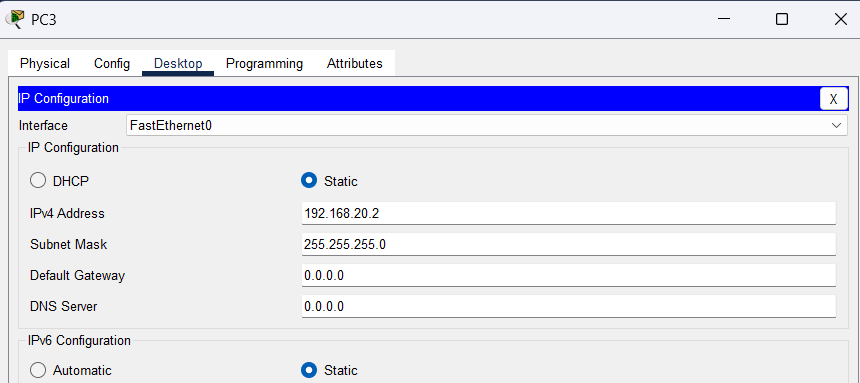 PC3
Physical Config Desktop Programming Attributes
IP Configuration X
Interface FastEthernet0
IP Configuration
DHCP Static
IPv4 Address 192.168.20.2
Subnet Mask 255.255.255.0
Default Gateway 0.0.0.0
DNS Server 0.0.0.0
IPv6 Configuration
Automatic Static